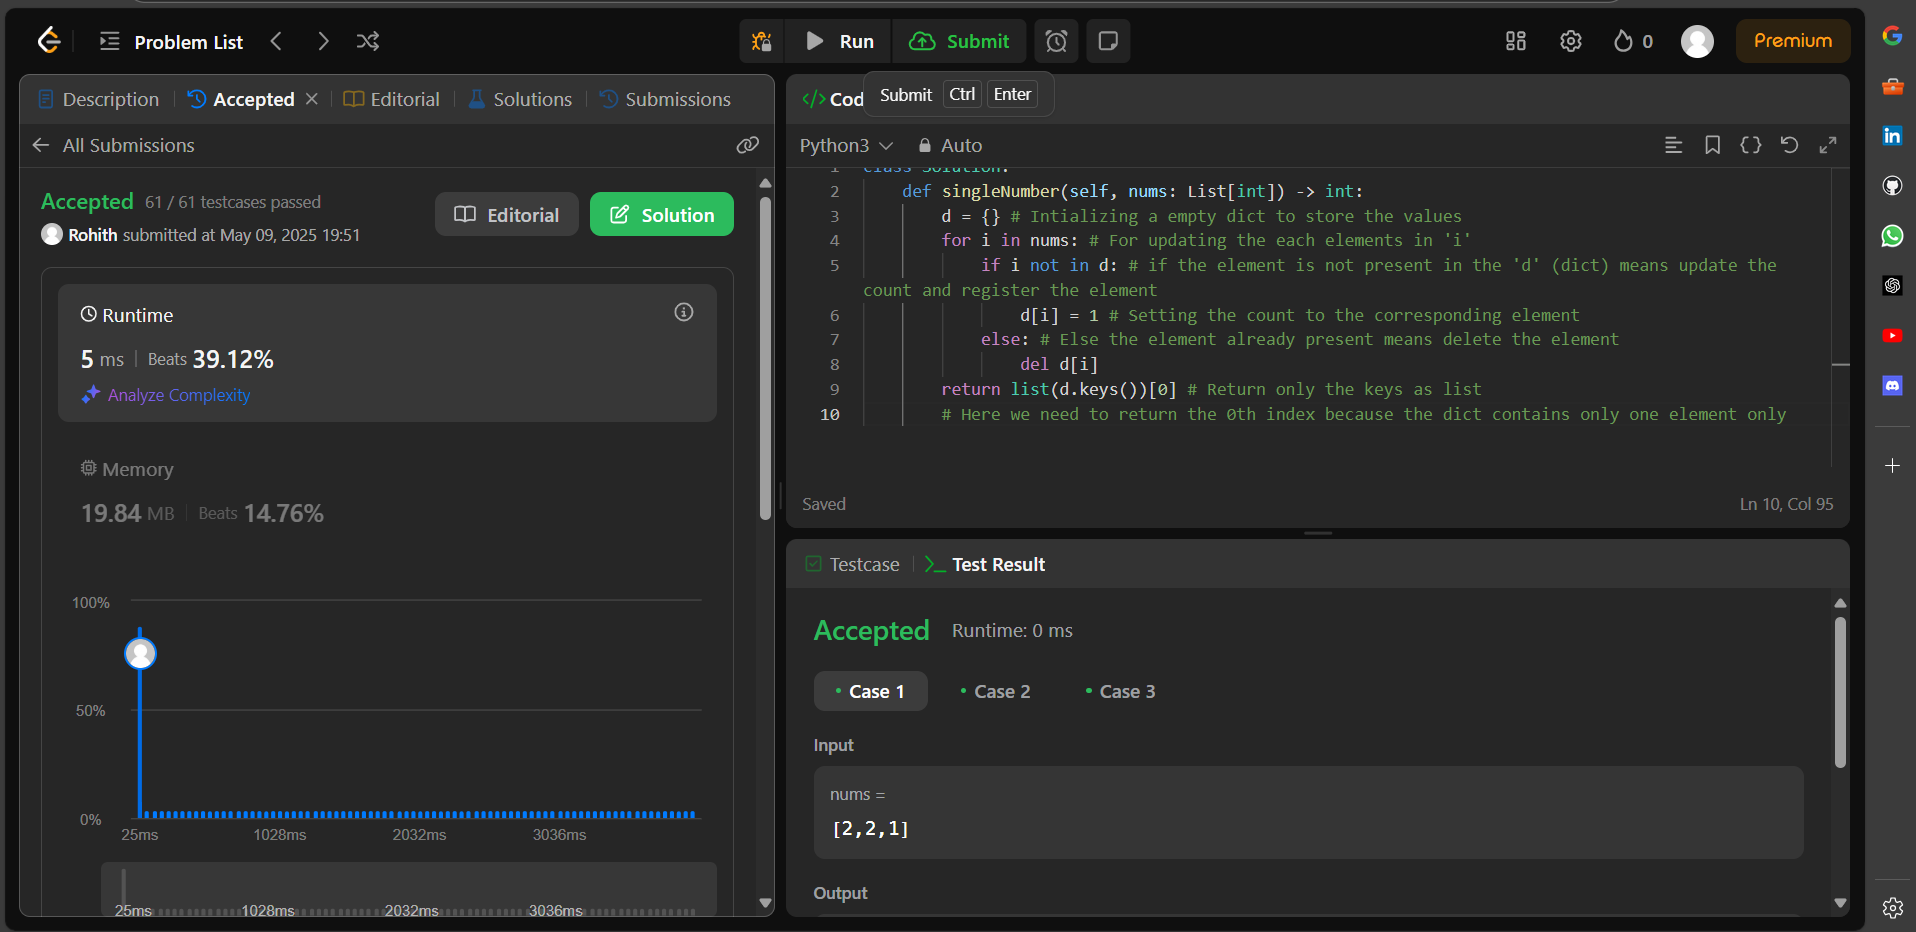 Problem List
Run
Submit
0
Premium
Description
Accepted
Editorial
Solutions
Submissions
All Submissions
Accepted 61 / 61 testcases passed
Rohith submitted at May 09, 2025 19:51
Editorial
Solution
Runtime
5 ms Beats 39.12%
Analyze Complexity
Memory
19.84 MB Beats 14.76%
100%
50%
0%
25ms 1028ms 2032ms 3036ms
25ms 1028ms 2032ms 3036ms
</> Cod
Submit Ctrl Enter
Python3 Auto
1 class Solution:
2 def singleNumber(self, nums: List[int]) -> int:
3 d = {} # Intializing a empty dict to store the values
4 for i in nums: # For updating the each elements in 'i'
5 if i not in d: # if the element is not present in the 'd' (dict) means update the
count and register the element
6 d[i] = 1 # Setting the count to the corresponding element
7 else: # Else the element already present means delete the element
8 del d[i]
9 return list(d.keys())[0] # Return only the keys as list
10 # Here we need to return the 0th index because the dict contains only one element only
Saved
Ln 10, Col 95
Testcase
Test Result
Accepted Runtime: 0 ms
Case 1
Case 2
Case 3
Input
nums =
[2,2,1]
Output